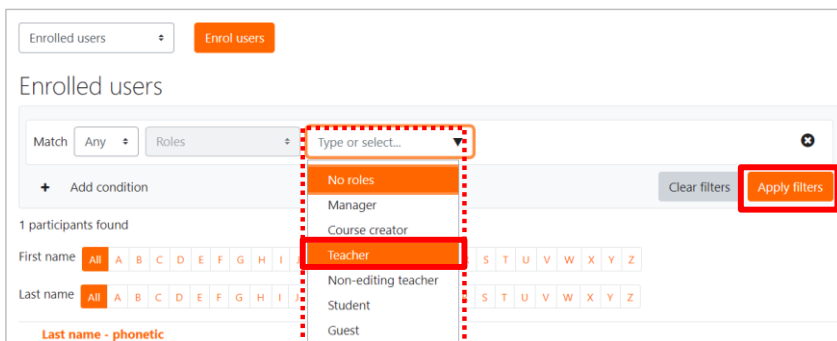 Enrolled users Enrol users
Enrolled users
Match Any Roles Type or select...
No roles
Manager
Course creator
Teacher
Non-editing teacher
Student
Guest
+ Add condition Clear filters Apply filters
1 participants found
First name All A B C D E F G H I S T U V W X Y Z
Last name All A B C D E F G H I S T U V W X Y Z
Last name - phonetic